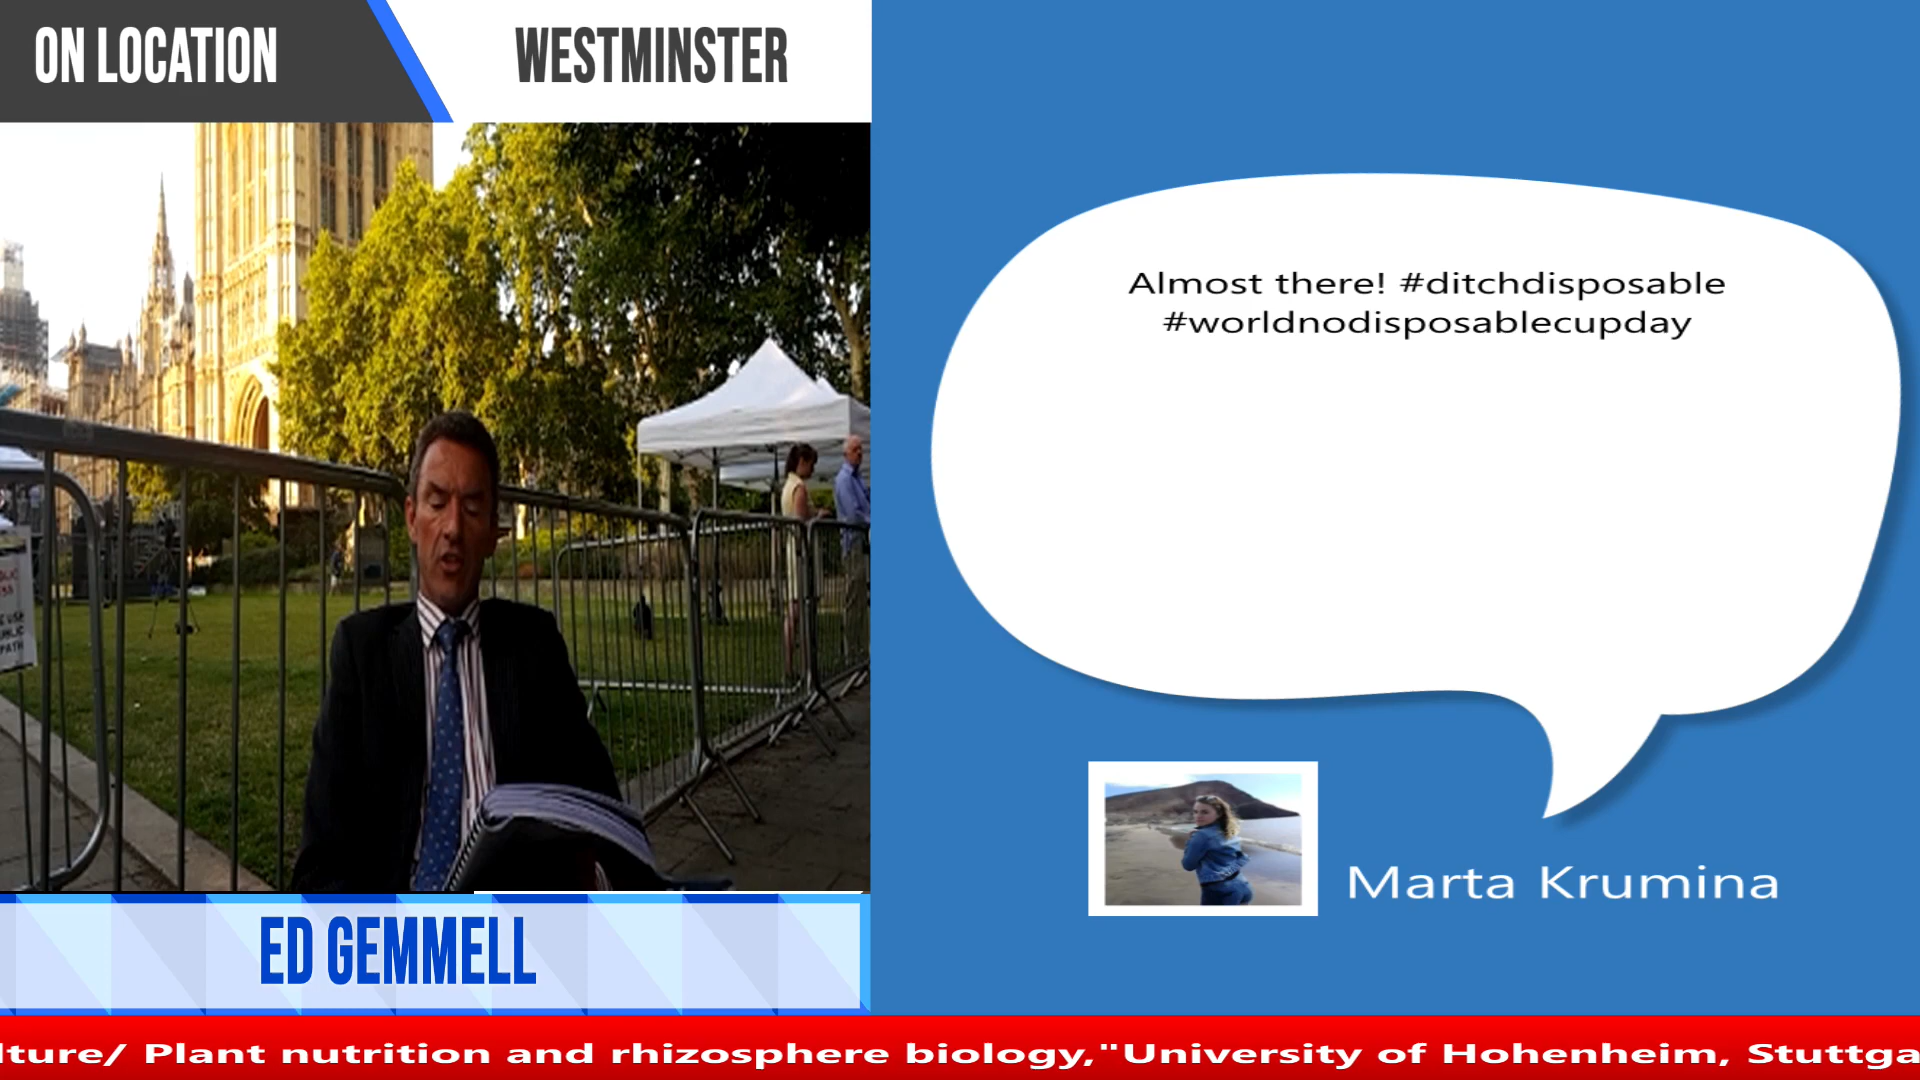 ON LOCATION
WESTMINSTER
Almost there! #ditchdisposable
#worldnodisposablecupday
Marta Krumina
PATH
ED GEMMELL
lture/ Plant nutrition and rhizosphere biology,"University of Hohenheim, Stuttga